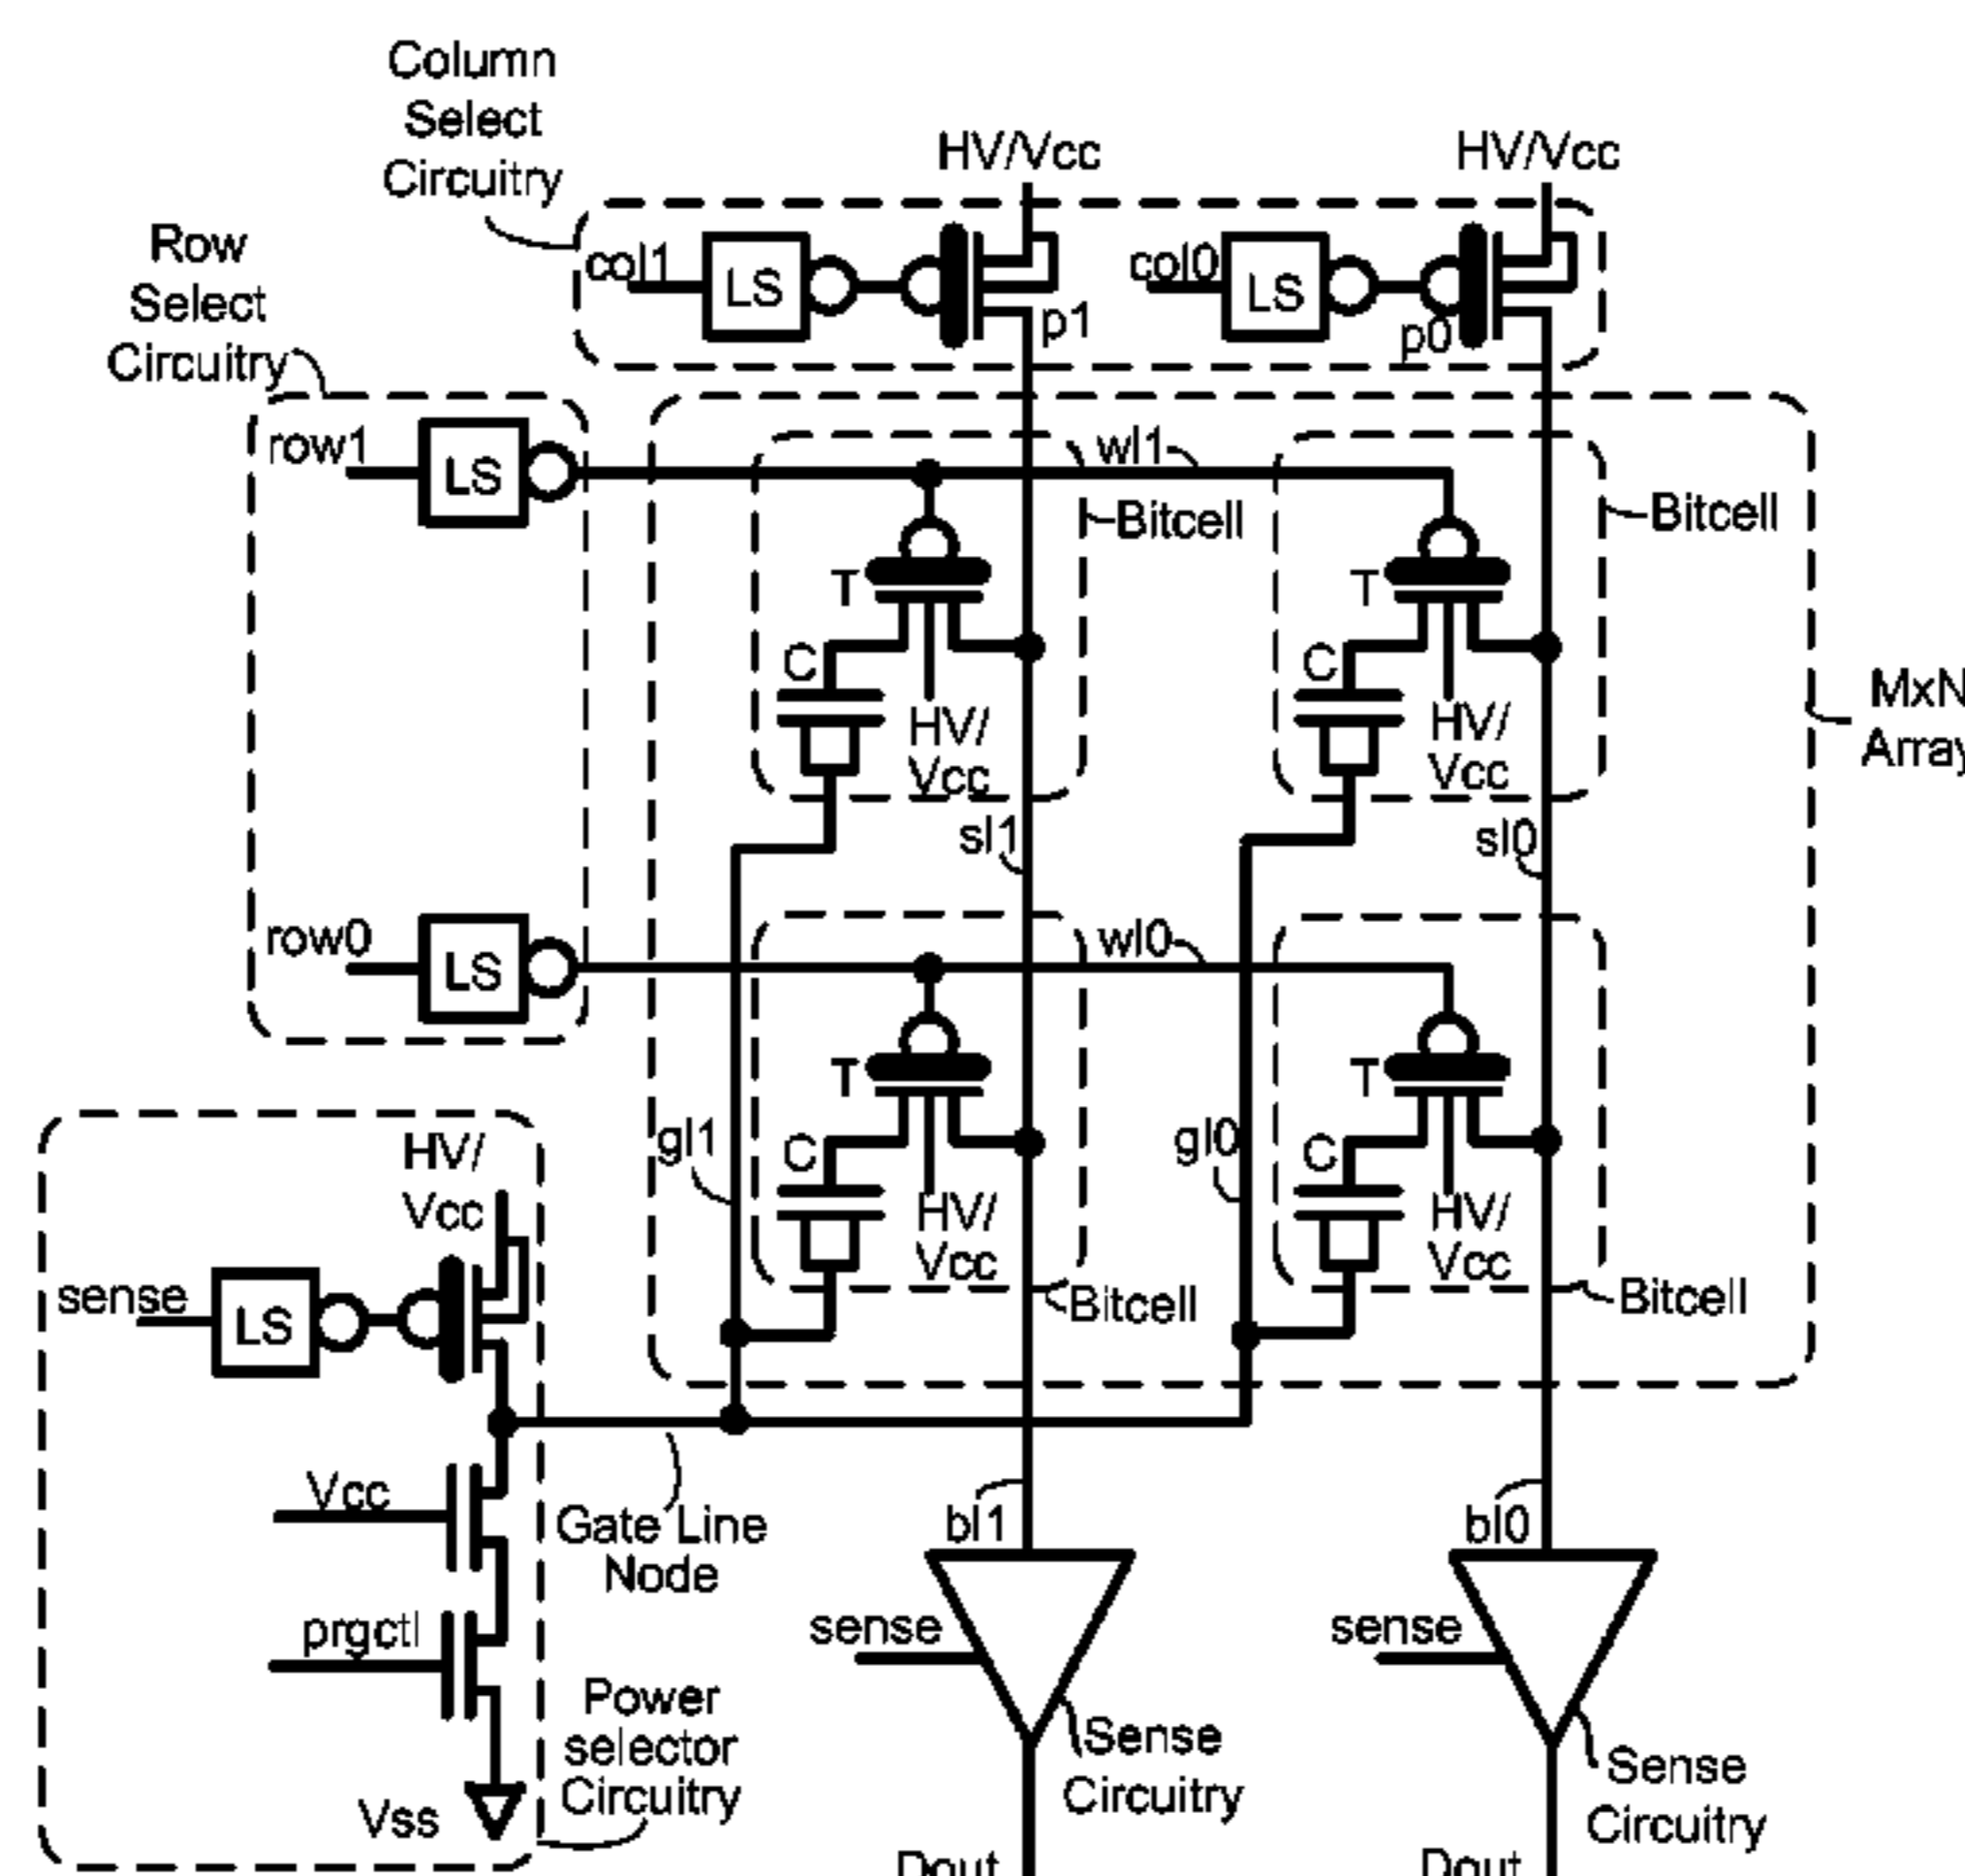 Column
Select
Circuitry
HV/Vcc
HV/Vcc
Row
Select
Circuitry
col1
LS
p1
col0
LS
p0
row1
LS
wl1
Bitcell
Bitcell
T
T
C
HV/
Vcc
C
HV/
Vcc
MxN
Array
sl1
sl0
row0
LS
wl0
T
T
gl1
C
HV/
Vcc
gl0
C
HV/
Vcc
Bitcell
Bitcell
HV/
Vcc
sense
LS
Vcc
Gate Line
Node
bl1
bl0
prgctl
sense
sense
Power
selector
Circuitry
Vss
Sense
Circuitry
Sense
Circuitry
Dout
Dout